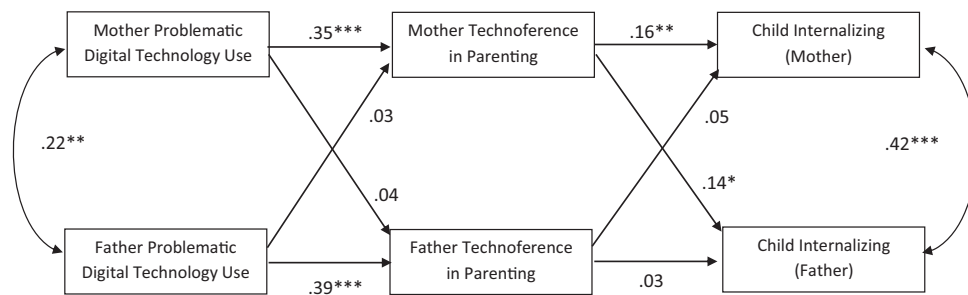 Mother Problematic
Digital Technology Use
.35***
Mother Technoference
in Parenting
.16**
Child Internalizing
(Mother)
.22**
.03
.04
.05
.14*
.42***
Father Problematic
Digital Technology Use
.39***
Father Technoference
in Parenting
.03
Child Internalizing
(Father)